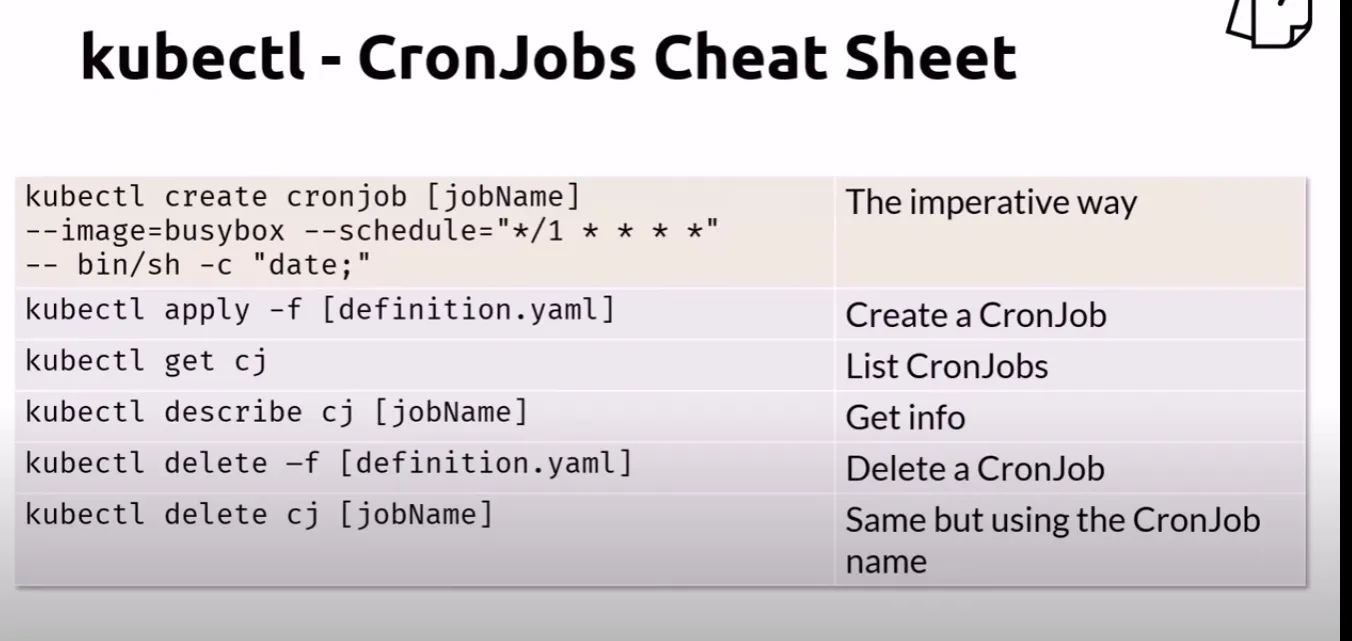 kubectl - CronJobs Cheat Sheet
kubectl create cronjob [jobName]
--image=busybox --schedule="*/1 * * * *"
-- bin/sh -c "date;"
The imperative way
kubectl apply -f [definition.yaml]
Create a CronJob
kubectl get cj
List CronJobs
kubectl describe cj [jobName]
Get info
kubectl delete –f [definition.yaml]
Delete a CronJob
kubectl delete cj [jobName]
Same but using the CronJob
name